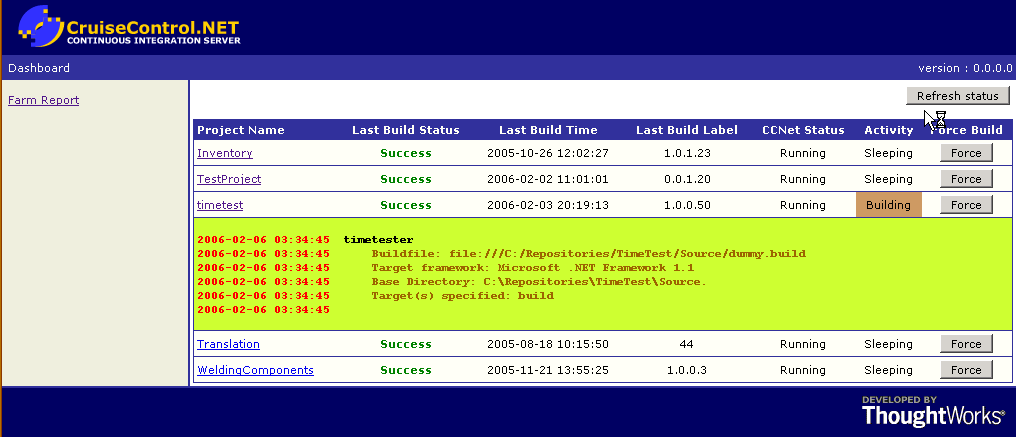 CruiseControl.NET
CONTINUOUS INTEGRATION SERVER
Dashboard version : 0.0.0.0
Farm Report
Refresh status
Project Name Last Build Status Last Build Time Last Build Label CCNet Status Activity Force Build
Inventory Success 2005-10-26 12:02:27 1.0.1.23 Running Sleeping Force
TestProject Success 2006-02-02 11:01:01 0.0.1.20 Running Sleeping Force
timetest Success 2006-02-03 20:19:13 1.0.0.50 Running Building Force
2006-02-06 03:34:45 timetester
2006-02-06 03:34:45 Buildfile: file:///C:/Repositories/TimeTest/Source/dummy.build
2006-02-06 03:34:45 Target framework: Microsoft .NET Framework 1.1
2006-02-06 03:34:45 Base Directory: C:\Repositories\TimeTest\Source.
2006-02-06 03:34:45 Target(s) specified: build
2006-02-06 03:34:45
Translation Success 2005-08-18 10:15:50 44 Running Sleeping Force
WeldingComponents Success 2005-11-21 13:55:25 1.0.0.3 Running Sleeping Force
DEVELOPED BY
ThoughtWorks®